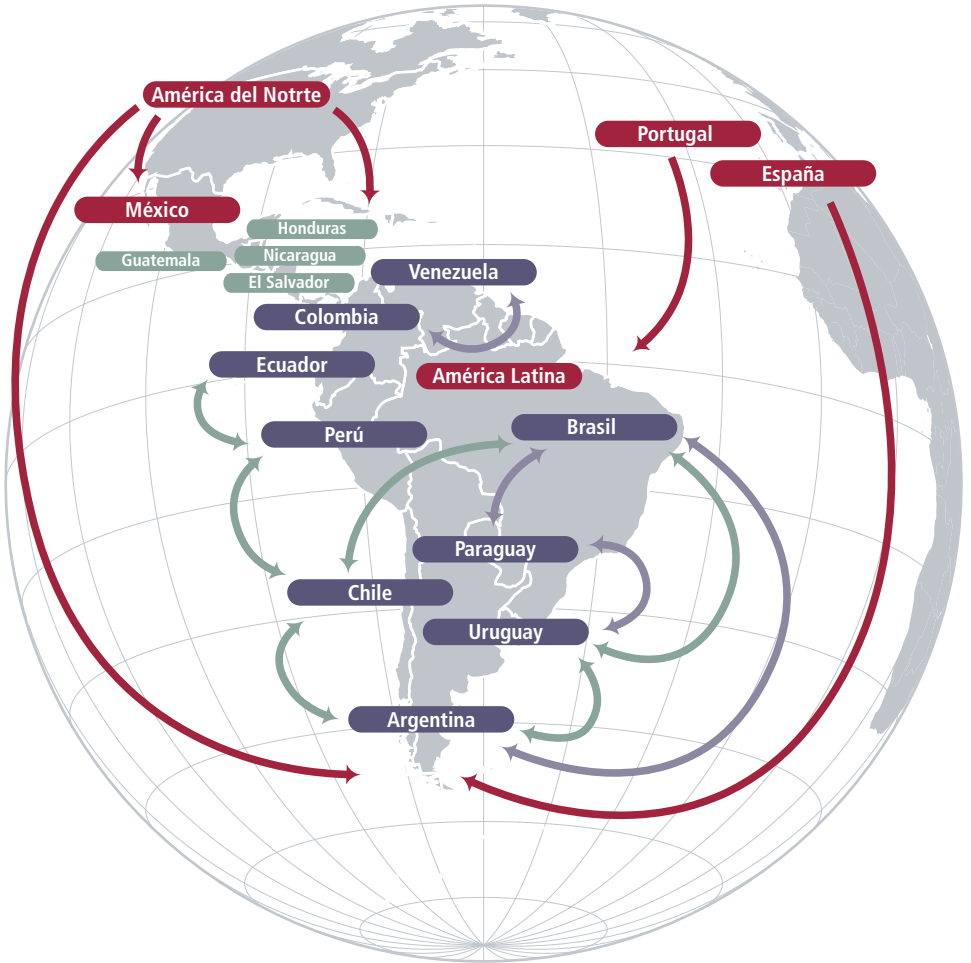 América del Notrte
Portugal
España
México
Honduras
Guatemala
Nicaragua
El Salvador
Venezuela
Colombia
Ecuador
América Latina
Perú
Brasil
Paraguay
Chile
Uruguay
Argentina